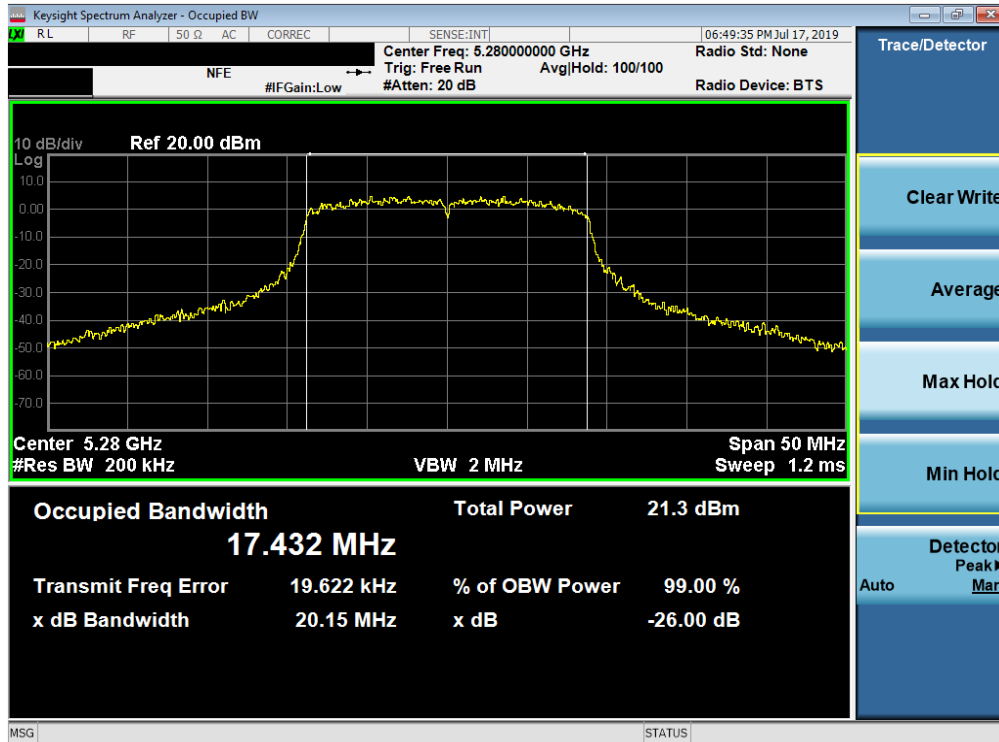 Keysight Spectrum Analyzer - Occupied BW
LXI RL RF 50 Ω AC CORREC SENSE:INT 06:49:35 PM Jul 17, 2019
Center Freq: 5.280000000 GHz Radio Std: None
NFE Trig: Free Run Avg|Hold: 100/100
#IFGain:Low #Atten: 20 dB Radio Device: BTS
10 dB/div Ref 20.00 dBm
Log
10.0
0.00
-10.0
-20.0
-30.0
-40.0
-50.0
-60.0
-70.0
Center 5.28 GHz Span 50 MHz
#Res BW 200 kHz VBW 2 MHz Sweep 1.2 ms
Occupied Bandwidth Total Power 21.3 dBm
17.432 MHz
Transmit Freq Error 19.622 kHz % of OBW Power 99.00 %
x dB Bandwidth 20.15 MHz x dB -26.00 dB
MSG STATUS
Trace/Detector
Clear Write
Average
Max Hold
Min Hold
Detector
Peak▶
Auto Man